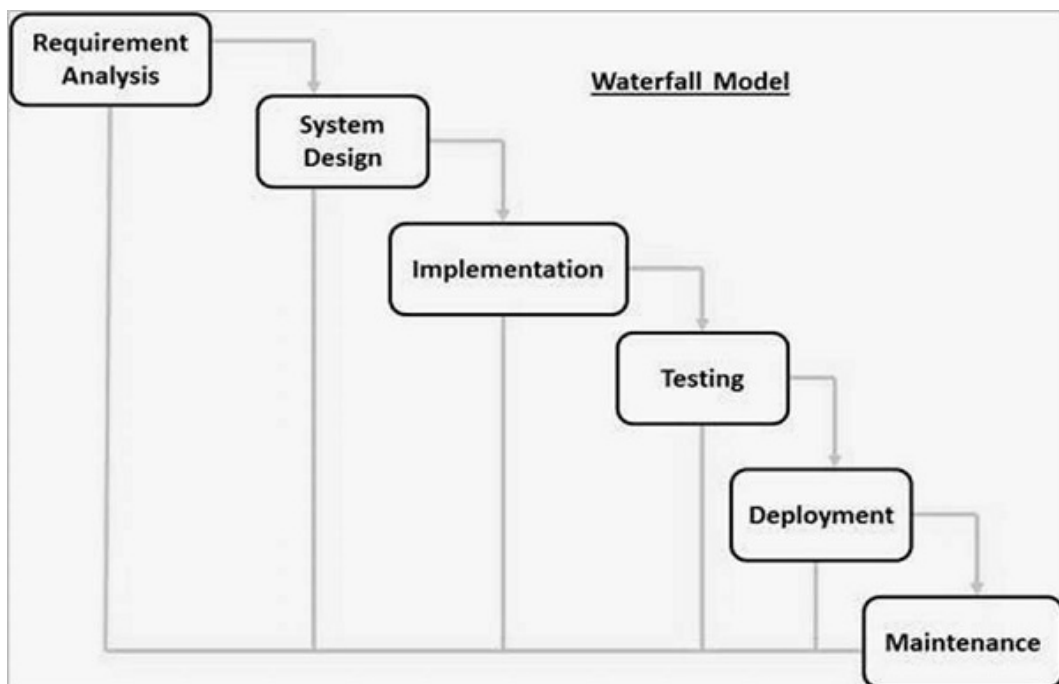 Requirement
Analysis
Waterfall Model
System
Design
Implementation
Testing
Deployment
Maintenance